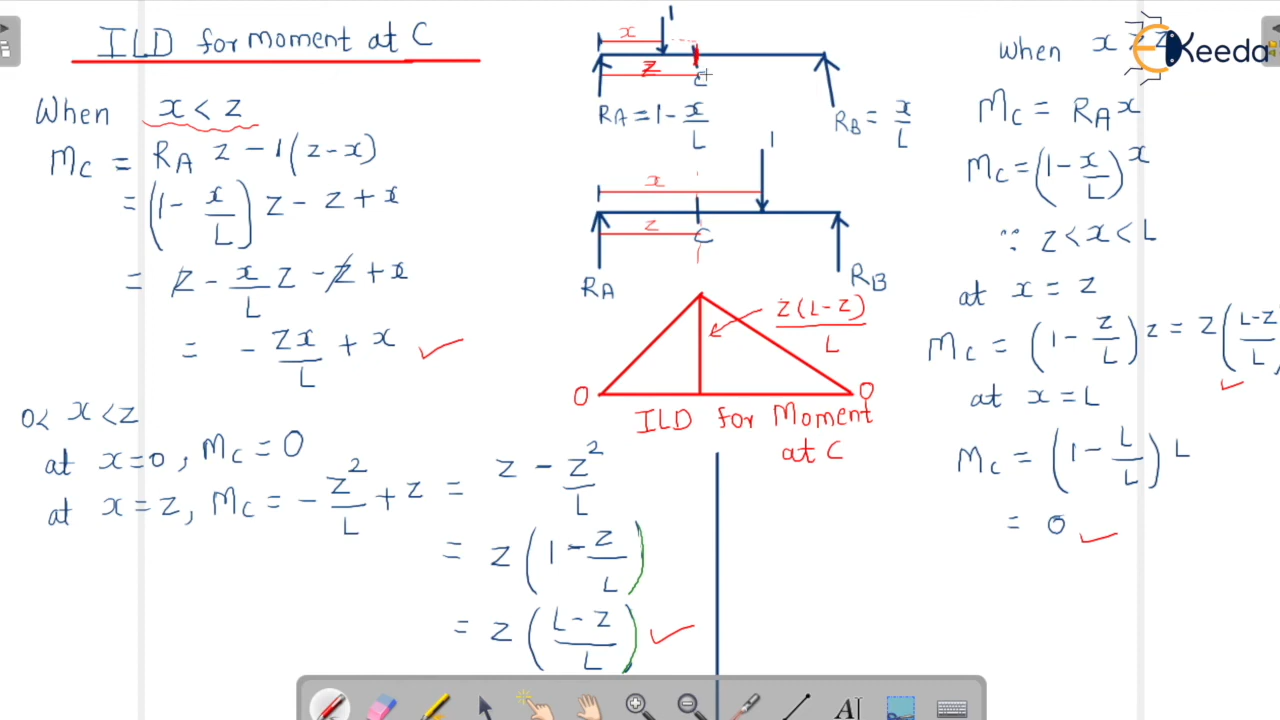 ILD for moment at C
When x < z
Mc = RA z - 1(z-x)
= (1 - x/L) z - z + x
= z - x/L z - z + x
= - zx/L + x ✓
0< x < z
at x=0, Mc = 0
at x = z, Mc = - z²/L + z = z - z²/L
= z (1 - z/L)
= z (L - z/L) ✓
1
x
z
C
RA = 1 - x/L
RB = x/L
1
x
z
C
RA
RB
z(L-z)/L
0
0
ILD for Moment
at C
when x > z
Ekeeda
Mc = RA x
Mc = (1 - x/L) x
∵ z < x < L
at x = z
Mc = (1 - z/L) z = z (L-z/L) ✓
at x = L
Mc = (1 - L/L) L
= 0 ✓
A